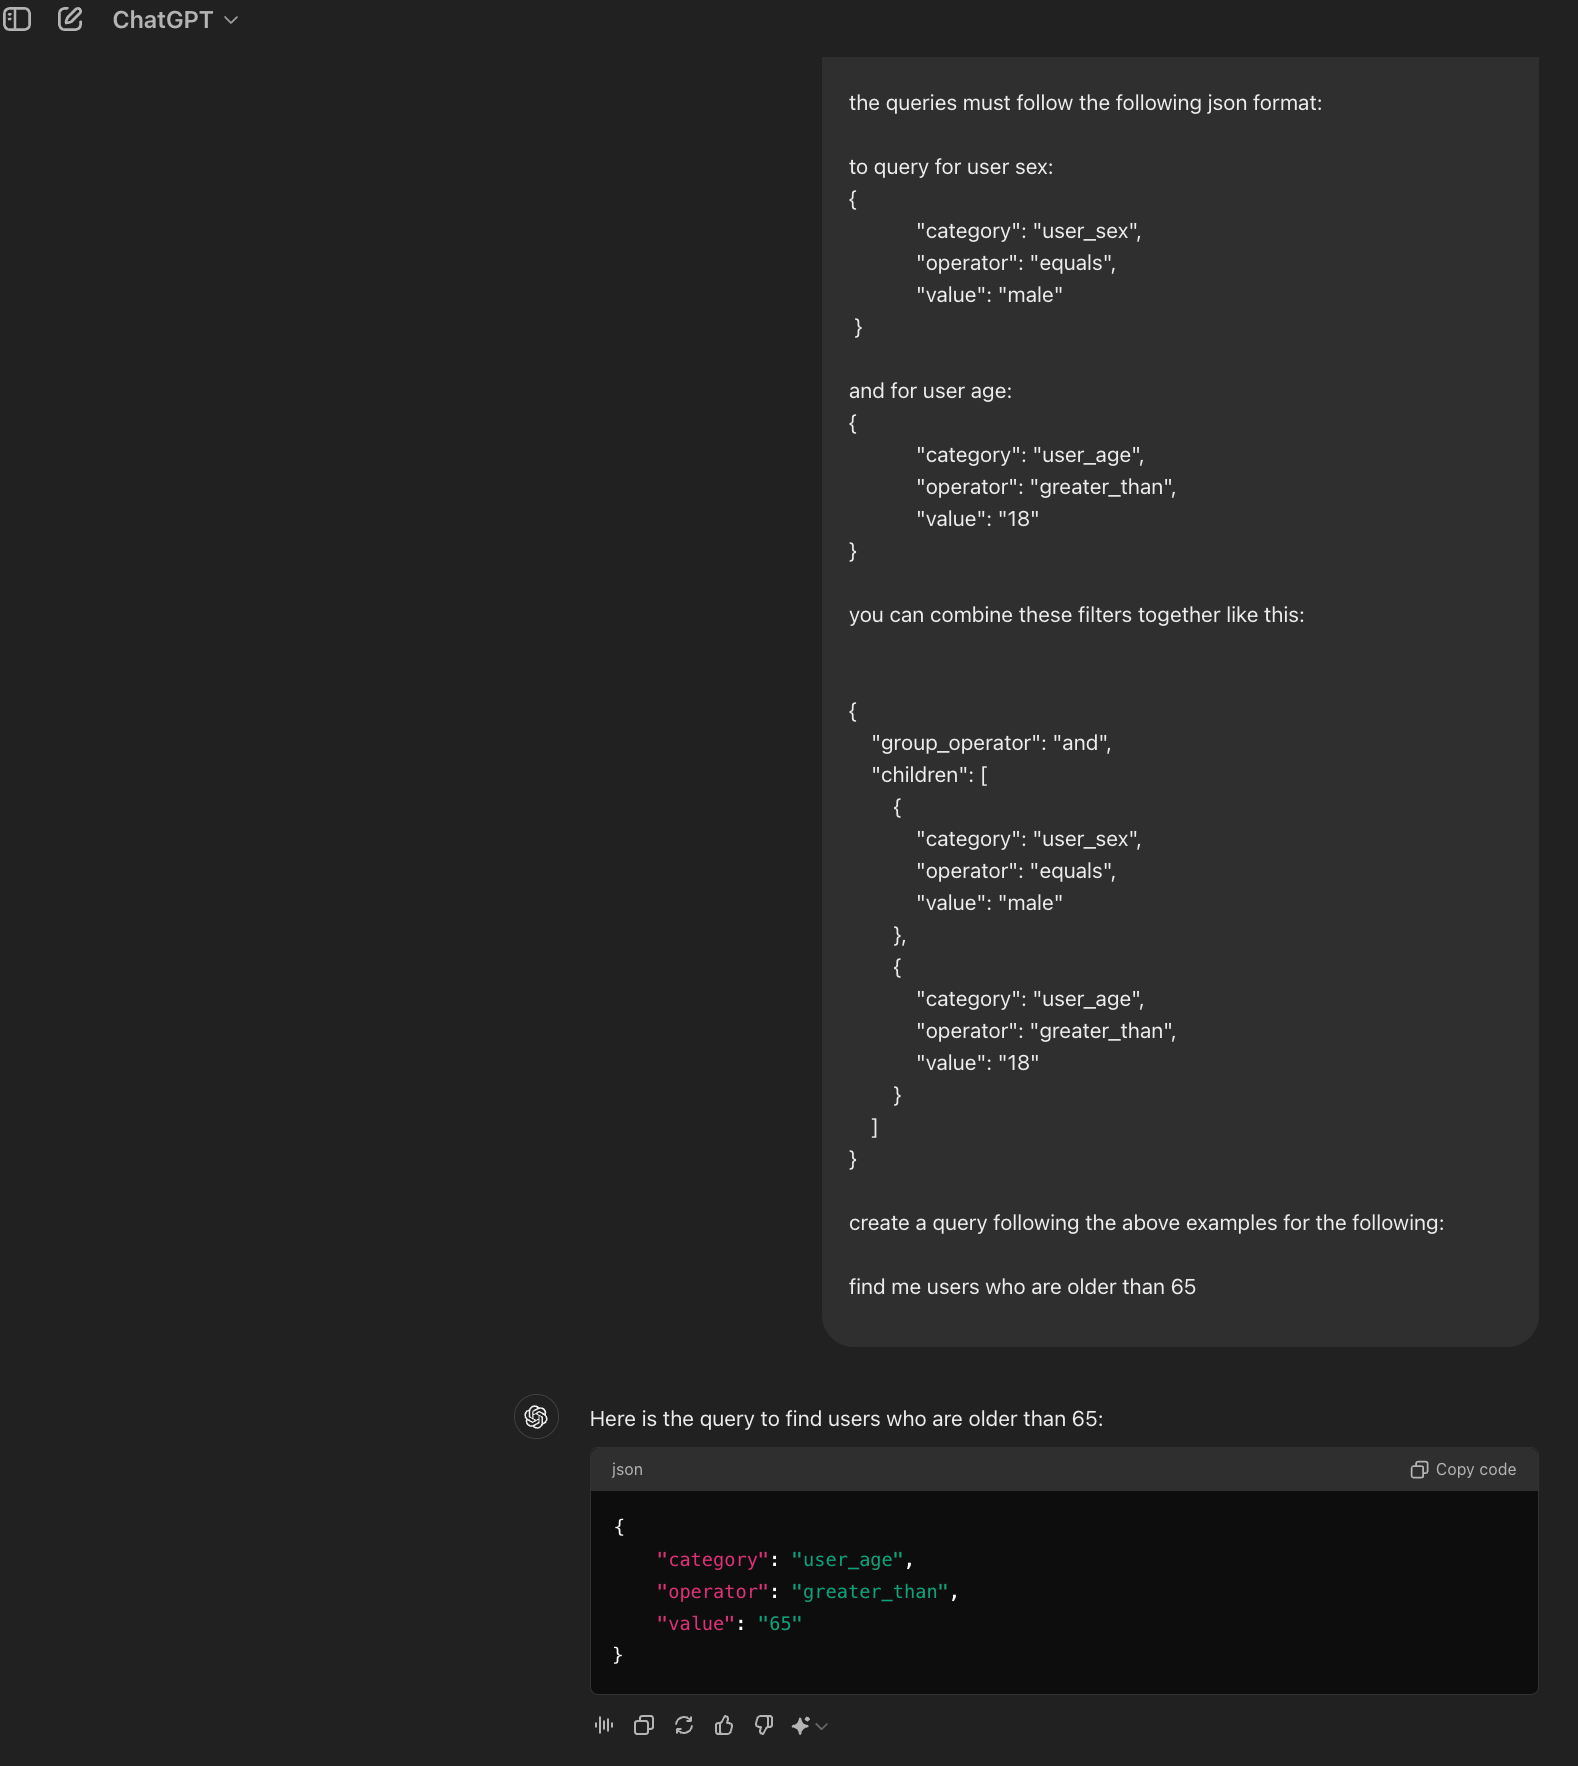 ChatGPT
the queries must follow the following json format:
to query for user sex:
{
"category": "user_sex",
"operator": "equals",
"value": "male"
}
and for user age:
{
"category": "user_age",
"operator": "greater_than",
"value": "18"
}
you can combine these filters together like this:
{
"group_operator": "and",
"children": [
{
"category": "user_sex",
"operator": "equals",
"value": "male"
},
{
"category": "user_age",
"operator": "greater_than",
"value": "18"
}
]
}
create a query following the above examples for the following:
find me users who are older than 65
Here is the query to find users who are older than 65:
json Copy code
{
"category": "user_age",
"operator": "greater_than",
"value": "65"
}